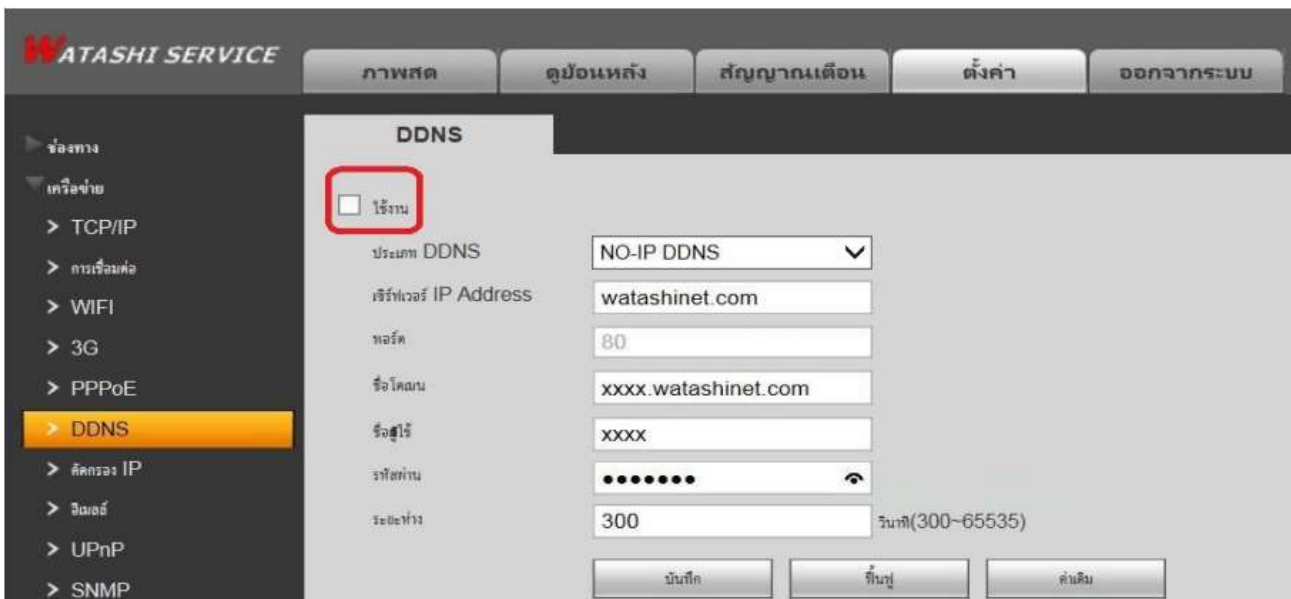 WATASHI SERVICE
ภาพสด ดูย้อนหลัง สัญญาณเตือน ตั้งค่า ออกจากระบบ
ช่องทาง
เครือข่าย
> TCP/IP
> การเชื่อมต่อ
> WIFI
> 3G
> PPPoE
> DDNS
> คัดกรอง IP
> อีเมลล์
> UPnP
> SNMP
DDNS
ใช้งาน
ประเภท DDNS NO-IP DDNS
เซิร์ฟเวอร์ IP Address watashinet.com
พอร์ต 80
ชื่อโดเมน xxxx.watashinet.com
ชื่อผู้ใช้ xxxx
รหัสผ่าน •••••••
ระยะห่าง 300 วินาที(300~65535)
บันทึก ฟื้นฟู ค่าเดิม